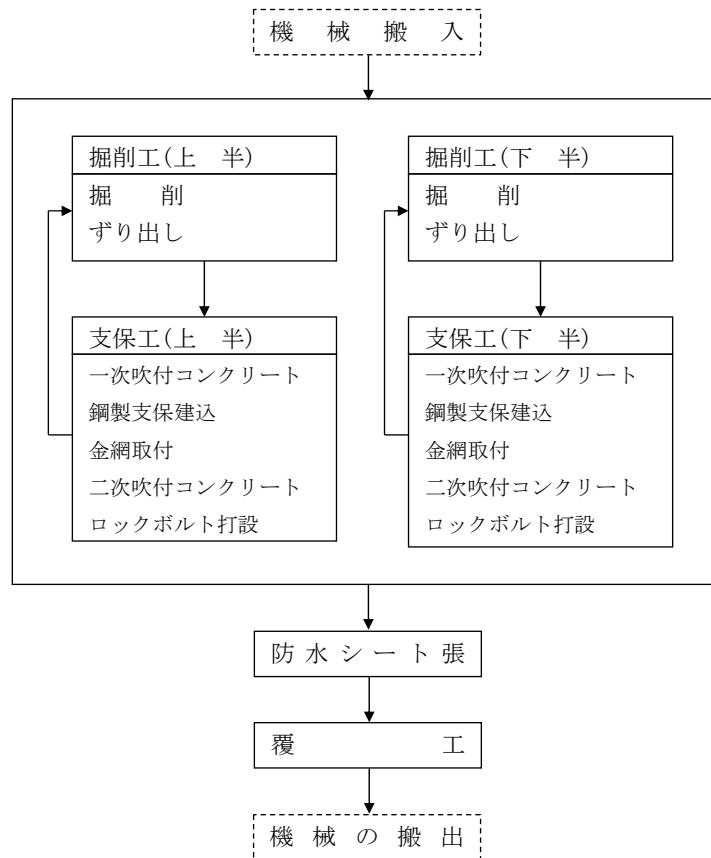 機械搬入
掘削工(上　半)
掘　　削
ずり出し
支保工(上　半)
一次吹付コンクリート
鋼製支保建込
金網取付
二次吹付コンクリート
ロックボルト打設
掘削工(下　半)
掘　　削
ずり出し
支保工(下　半)
一次吹付コンクリート
鋼製支保建込
金網取付
二次吹付コンクリート
ロックボルト打設
防水シート張
覆　　　工
機械の搬出